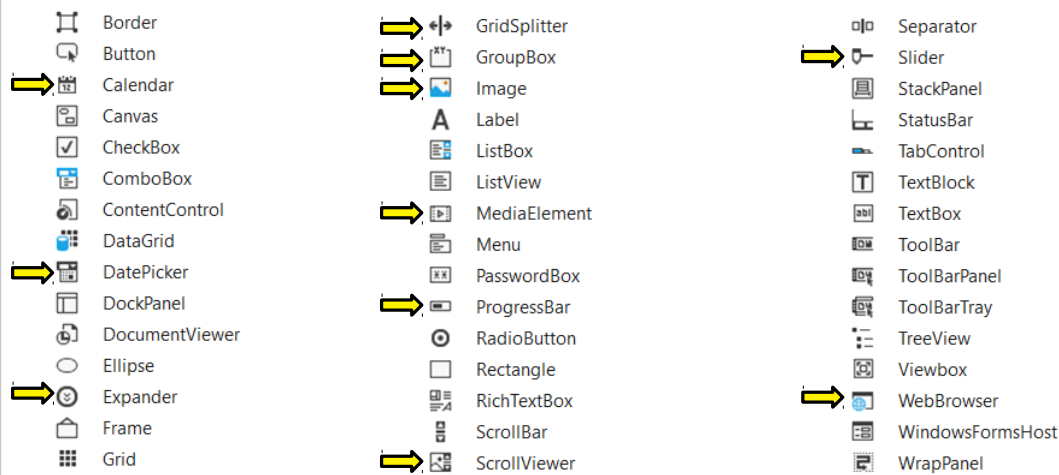 Border
Button
Calendar
Canvas
CheckBox
ComboBox
ContentControl
DataGrid
DatePicker
DockPanel
DocumentViewer
Ellipse
Expander
Frame
Grid
GridSplitter
GroupBox
Image
Label
ListBox
ListView
MediaElement
Menu
PasswordBox
ProgressBar
RadioButton
Rectangle
RichTextBox
ScrollBar
ScrollViewer
Separator
Slider
StackPanel
StatusBar
TabControl
TextBlock
TextBox
ToolBar
ToolBarPanel
ToolBarTray
TreeView
Viewbox
WebBrowser
WindowsFormsHost
WrapPanel